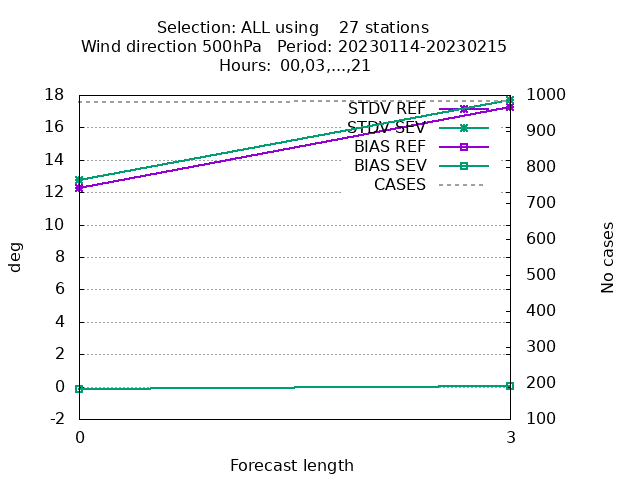 Selection: ALL using    27 stations
Wind direction 500hPa   Period: 20230114-20230215
Hours: 00,03,...,21
18
16
14
12
10
8
6
4
2
0
-2
1000
900
800
700
600
500
400
300
200
100
STDV REF
STDV SEV
BIAS REF
BIAS SEV
CASES
deg
No cases
0
3
Forecast length